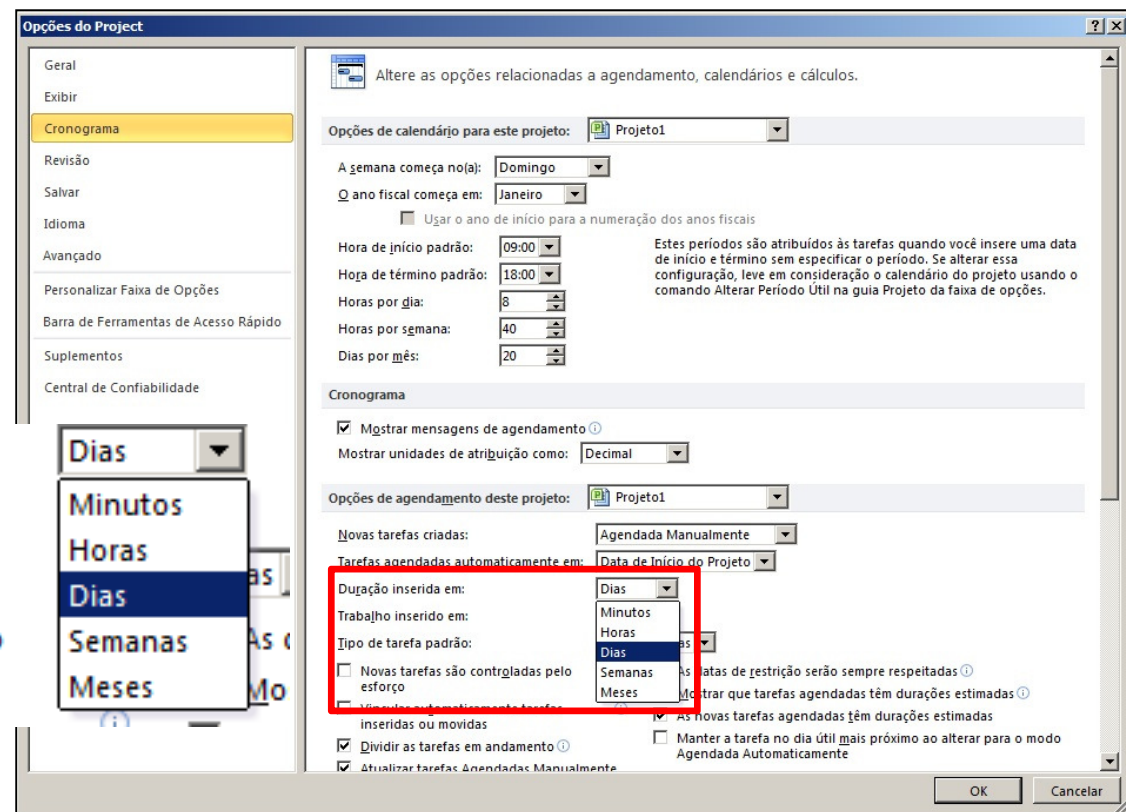 Opções do Project
Geral
Exibir
Cronograma
Revisão
Salvar
Idioma
Avançado
Personalizar Faixa de Opções
Barra de Ferramentas de Acesso Rápido
Suplementos
Central de Confiabilidade
Altere as opções relacionadas a agendamento, calendários e cálculos.
Opções de calendário para este projeto: Projeto1
A semana começa no(a): Domingo
O ano fiscal começa em: Janeiro
Usar o ano de início para a numeração dos anos fiscais
Hora de início padrão: 09:00
Hora de término padrão: 18:00
Horas por dia: 8
Horas por semana: 40
Dias por mês: 20
Estes períodos são atribuídos às tarefas quando você insere uma data
de início e término sem especificar o período. Se alterar essa
configuração, leve em consideração o calendário do projeto usando o
comando Alterar Período Útil na guia Projeto da faixa de opções.
Cronograma
Mostrar mensagens de agendamento
Mostrar unidades de atribuição como: Decimal
Opções de agendamento deste projeto: Projeto1
Novas tarefas criadas: Agendada Manualmente
Tarefas agendadas automaticamente em: Data de Início do Projeto
Duração inserida em: Dias
Minutos
Horas
Dias
Semanas
Meses
Trabalho inserido em:
Tipo de tarefa padrão: as
Novas tarefas são controladas pelo
esforço
Vincular automaticamente tarefas
inseridas ou movidas
Dividir as tarefas em andamento
Atualizar tarefas Agendadas Manualmente
As datas de restrição serão sempre respeitadas
Mostrar que tarefas agendadas têm durações estimadas
As novas tarefas agendadas têm durações estimadas
Manter a tarefa no dia útil mais próximo ao alterar para o modo
Agendada Automaticamente
Dias
Minutos
Horas
Dias
Semanas
Meses
as
As
Mo
OK
Cancelar